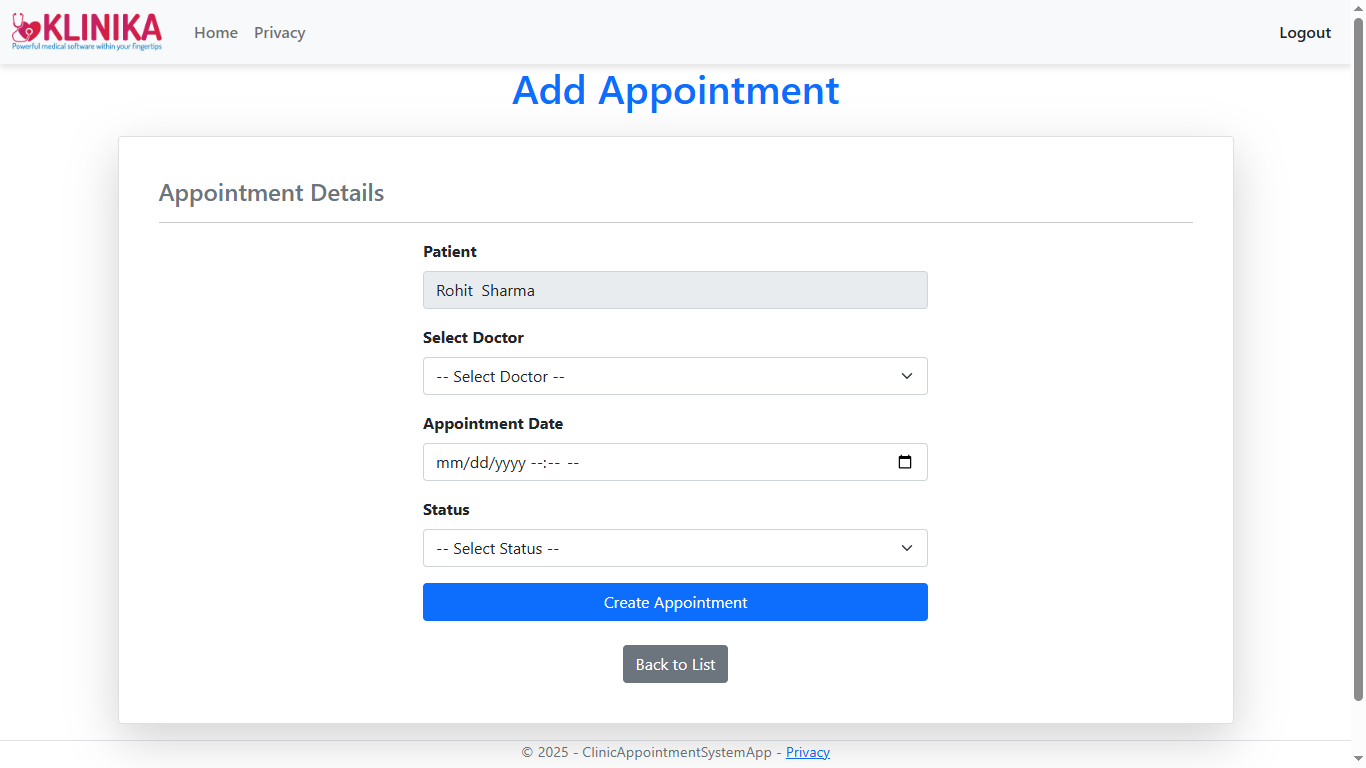 KLINIKA
Powerful medical software within your fingertips
Home Privacy Logout
Add Appointment
Appointment Details
Patient
Rohit  Sharma
Select Doctor
-- Select Doctor --
Appointment Date
mm/dd/yyyy --:-- --
Status
-- Select Status --
Create Appointment
Back to List
© 2025 - ClinicAppointmentSystemApp - Privacy